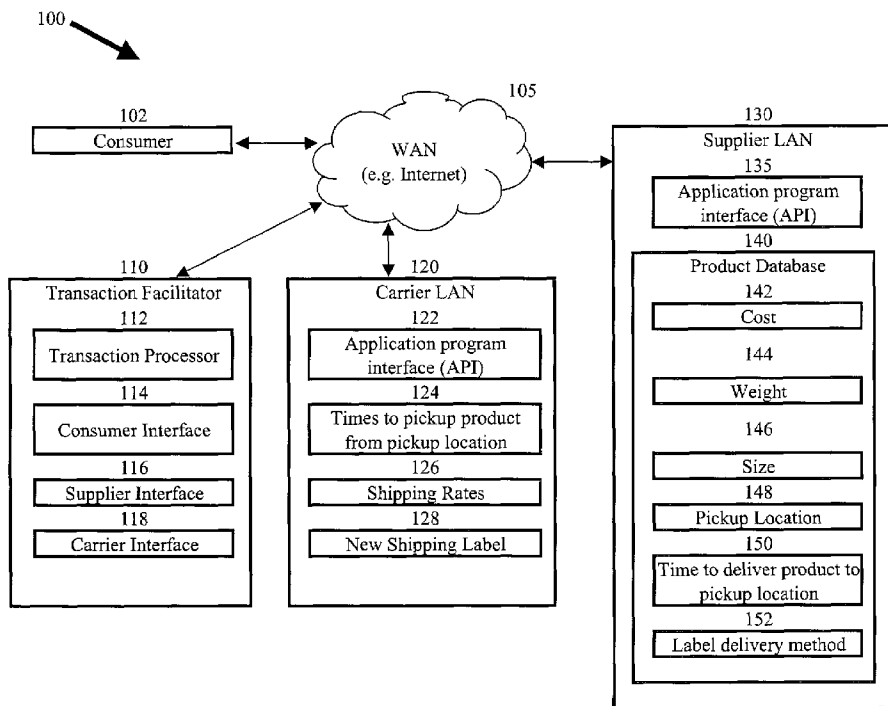 100
102
Consumer
105
WAN
(e.g. Internet)
110
Transaction Facilitator
112
Transaction Processor
114
Consumer Interface
116
Supplier Interface
118
Carrier Interface
120
Carrier LAN
122
Application program
interface (API)
124
Times to pickup product
from pickup location
126
Shipping Rates
128
New Shipping Label
130
Supplier LAN
135
Application program
interface (API)
140
Product Database
142
Cost
144
Weight
146
Size
148
Pickup Location
150
Time to deliver product to
pickup location
152
Label delivery method